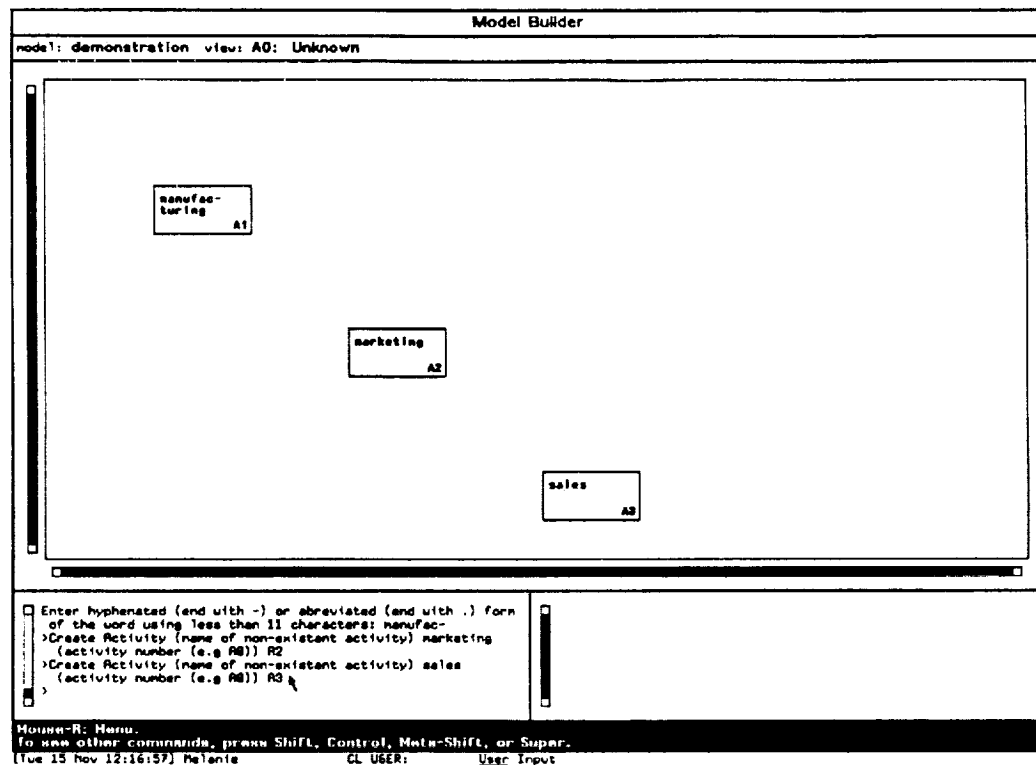 Model Builder
model: demonstration view: A0: Unknown
manufac-
turing
A1
marketing
A2
sales
A3
Enter hyphenated (end with -) or abreviated (end with .) form
of the word using less than 11 characters: manufac-
>Create Activity (name of non-existant activity) marketing
(activity number (e.g A0)) A2
>Create Activity (name of non-existant activity) sales
(activity number (e.g A0)) A3
>
Mouse-R: Menu.
To see other commands, press Shift, Control, Meta-Shift, or Super.
[Tue 15 Nov 12:16:57] Melanie CL USER: User Input